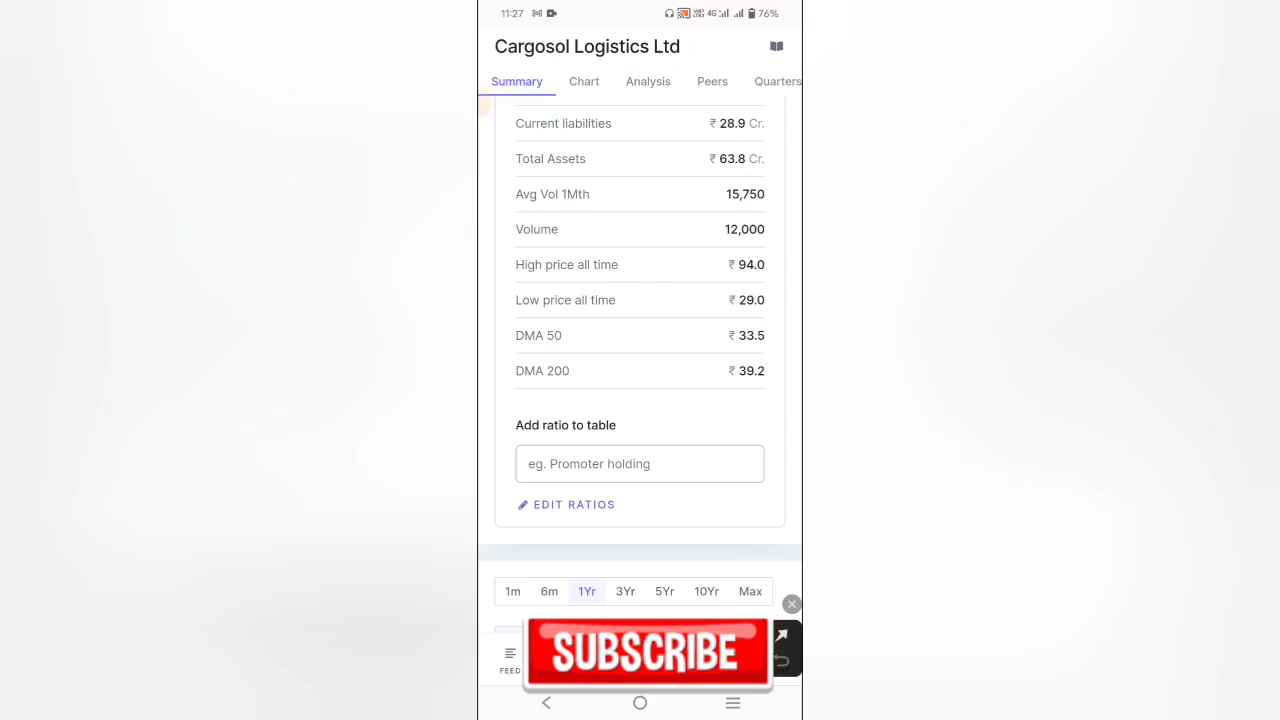 11:27 4G 76%
Cargosol Logistics Ltd
Summary Chart Analysis Peers Quarters
Current liabilities ₹ 28.9 Cr.
Total Assets ₹ 63.8 Cr.
Avg Vol 1Mth 15,750
Volume 12,000
High price all time ₹ 94.0
Low price all time ₹ 29.0
DMA 50 ₹ 33.5
DMA 200 ₹ 39.2
Add ratio to table
eg. Promoter holding
EDIT RATIOS
1m 6m 1Yr 3Yr 5Yr 10Yr Max
SUBSCRIBE
FEED